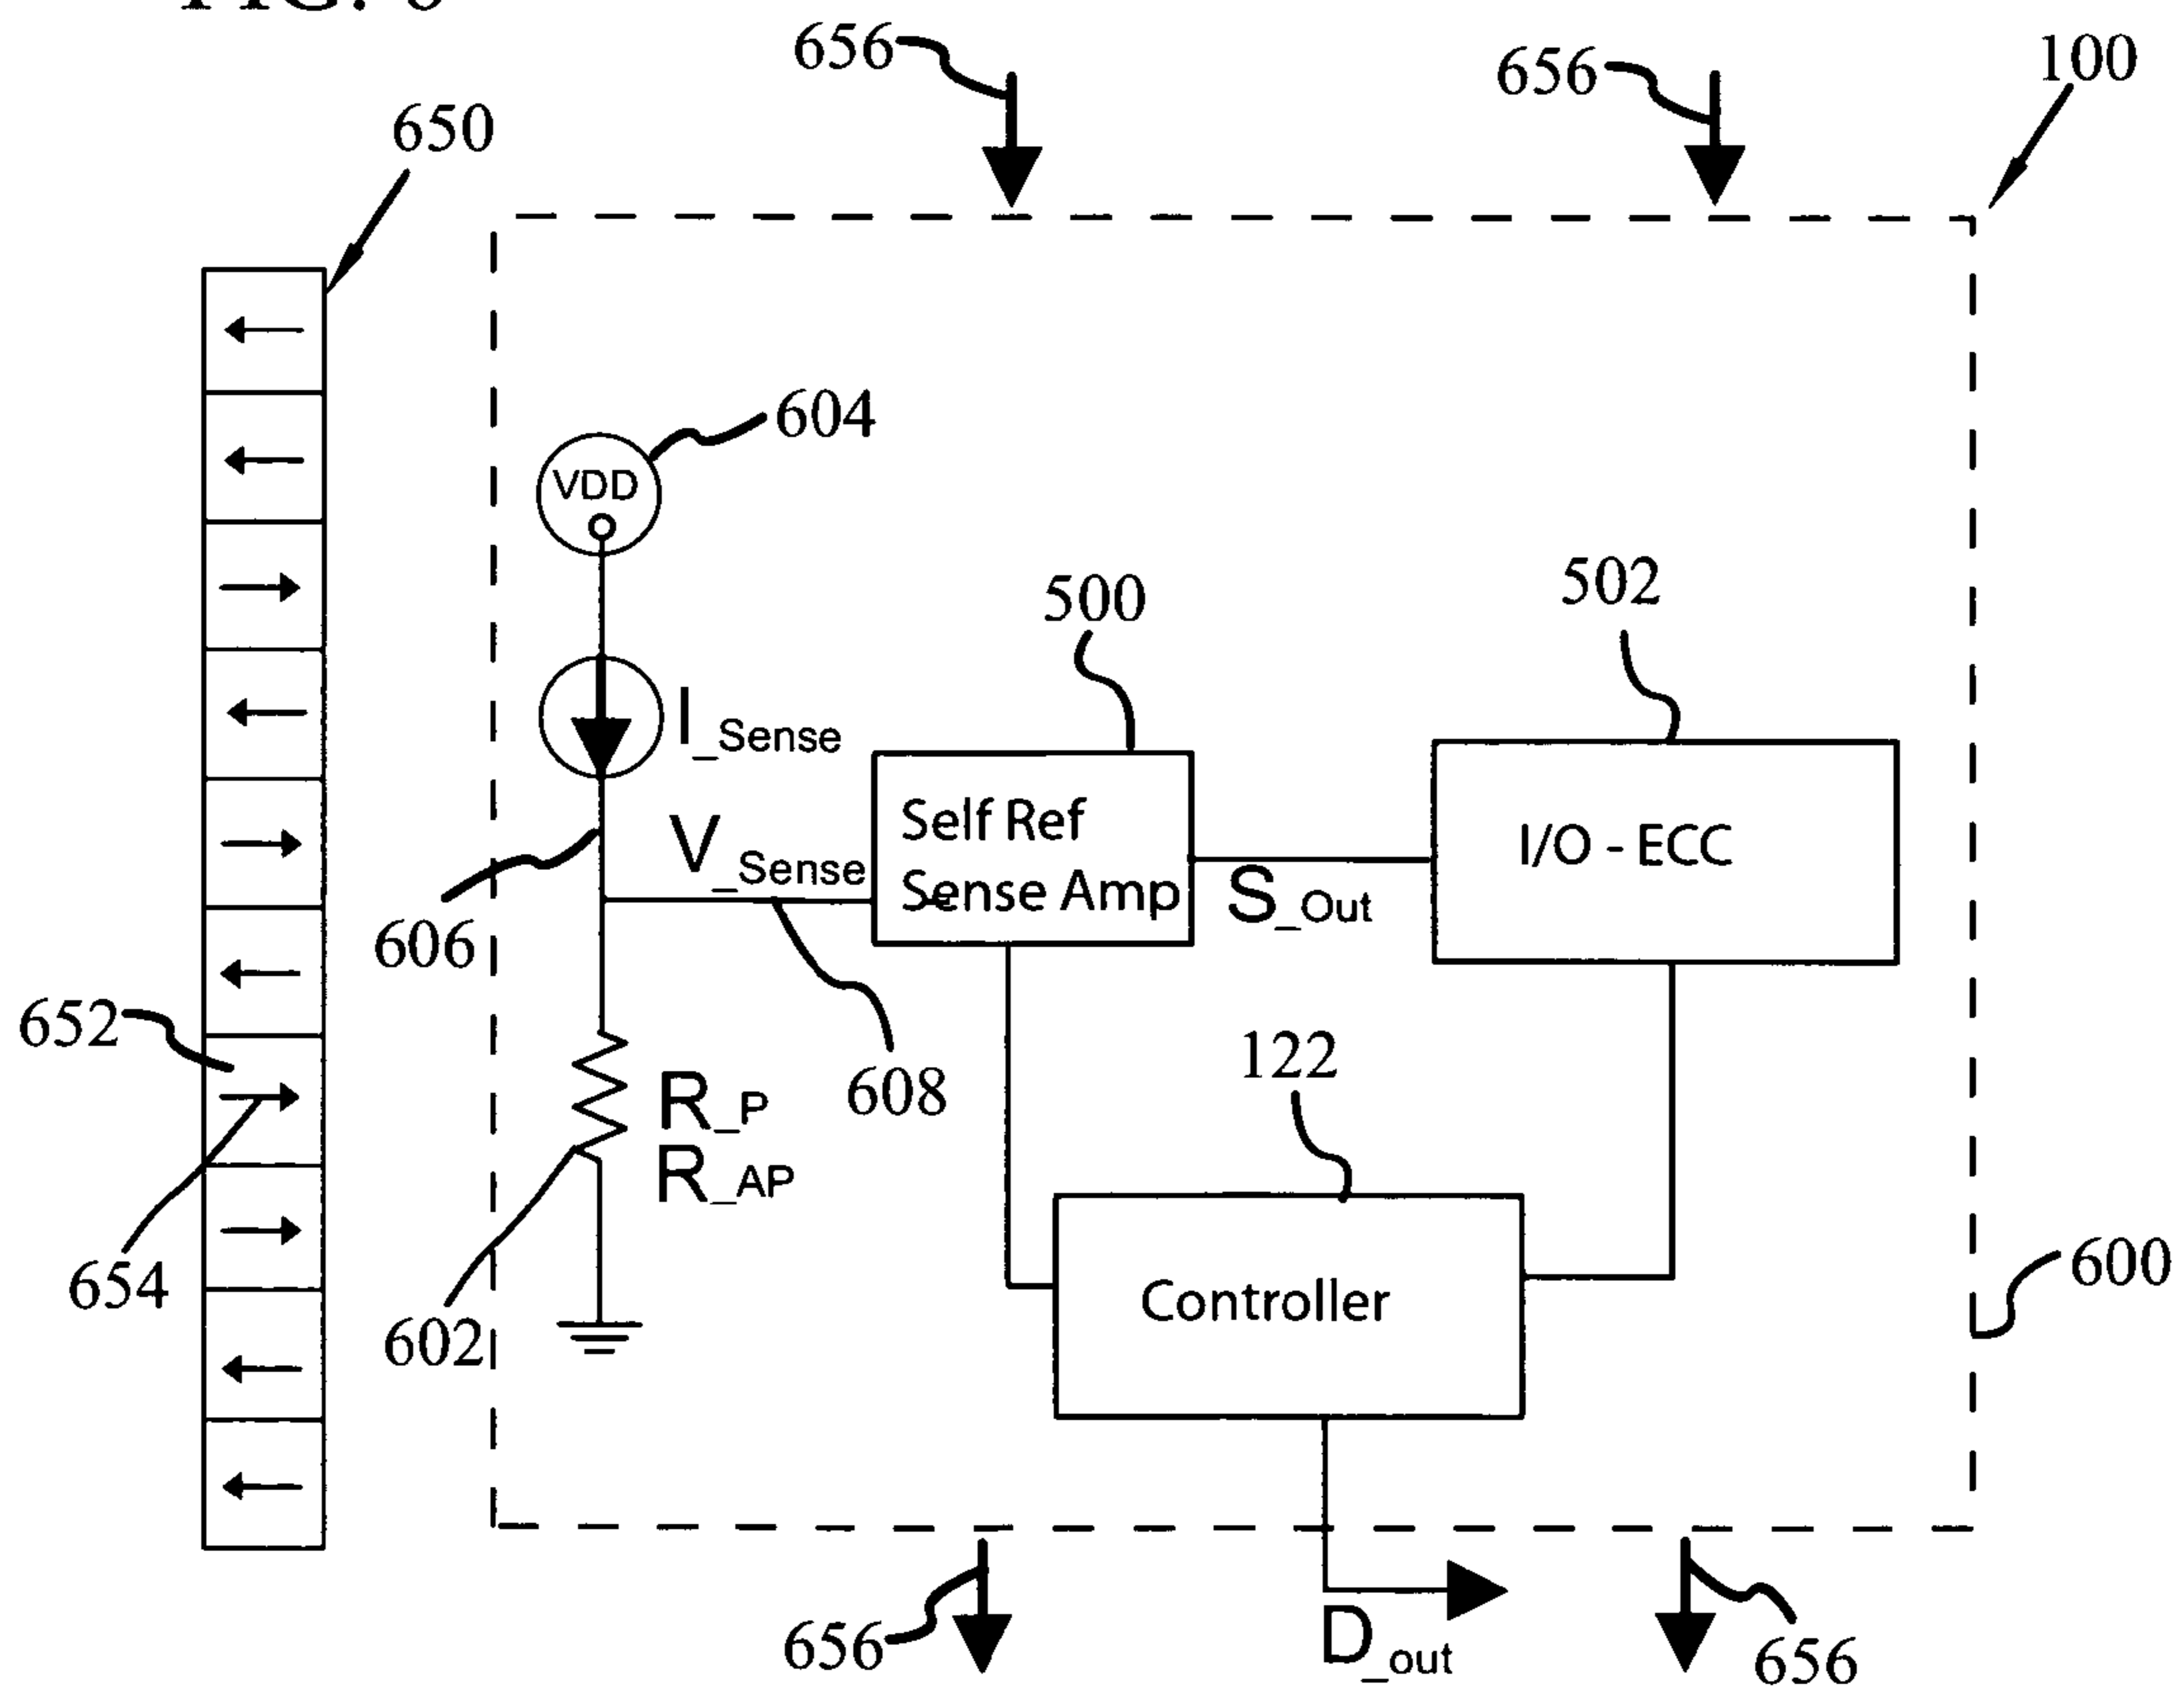 656
656
100
650
604
VDD
500
502
I_Sense
V_Sense
Self Ref
Sense Amp
I/O - ECC
S_Out
606
652
122
608
R_P
R_AP
600
654
Controller
602
656
D_out
656